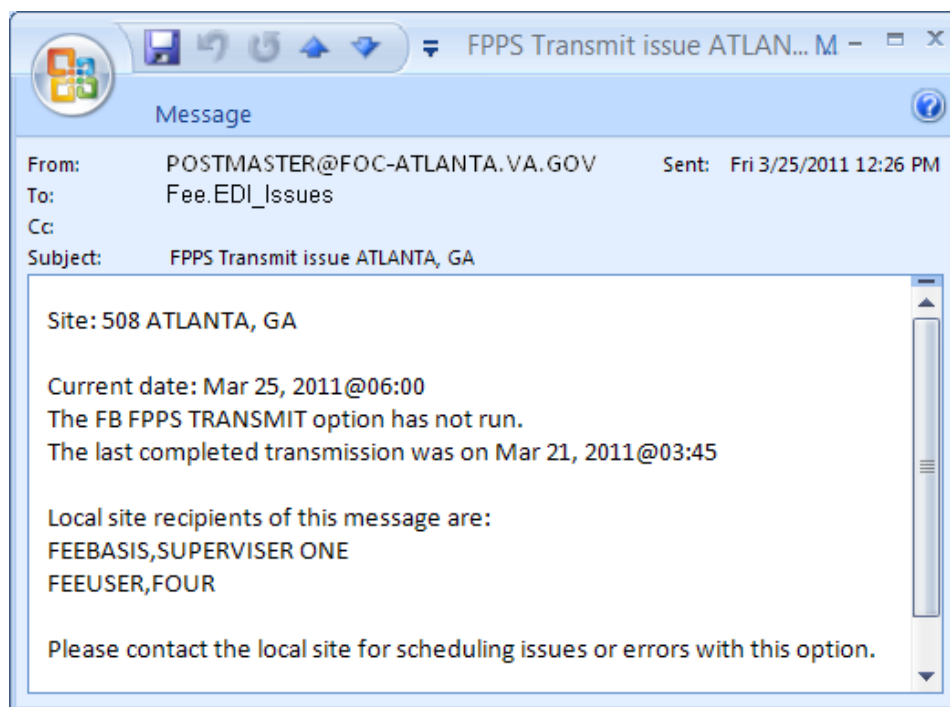 FPPS Transmit issue ATLAN... M
Message
From: POSTMASTER@FOC-ATLANTA.VA.GOV Sent: Fri 3/25/2011 12:26 PM
To: Fee.EDI_Issues
Cc:
Subject: FPPS Transmit issue ATLANTA, GA
Site: 508 ATLANTA, GA
Current date: Mar 25, 2011@06:00
The FB FPPS TRANSMIT option has not run.
The last completed transmission was on Mar 21, 2011@03:45
Local site recipients of this message are:
FEEBASIS,SUPERVISER ONE
FEEUSER,FOUR
Please contact the local site for scheduling issues or errors with this option.